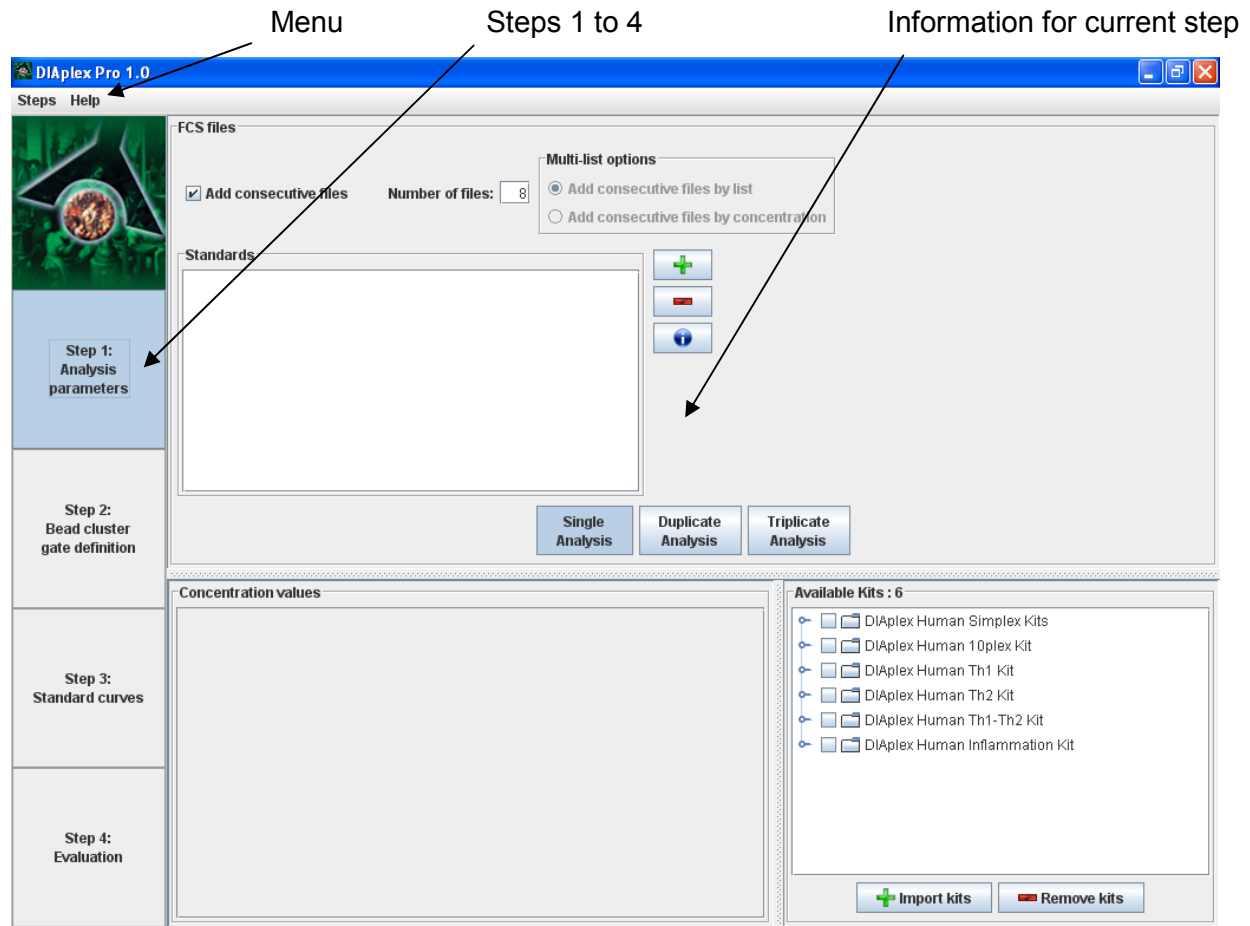 Menu
Steps 1 to 4
Information for current step
DIAplex Pro 1.0
Steps Help
FCS files
Add consecutive files
Number of files: 8
Multi-list options
Add consecutive files by list
Add consecutive files by concentration
Standards
Step 1:
Analysis
parameters
Step 2:
Bead cluster
gate definition
Step 3:
Standard curves
Step 4:
Evaluation
Single
Analysis
Duplicate
Analysis
Triplicate
Analysis
Concentration values
Available Kits : 6
DIAplex Human Simplex Kits
DIAplex Human 10plex Kit
DIAplex Human Th1 Kit
DIAplex Human Th2 Kit
DIAplex Human Th1-Th2 Kit
DIAplex Human Inflammation Kit
Import kits
Remove kits